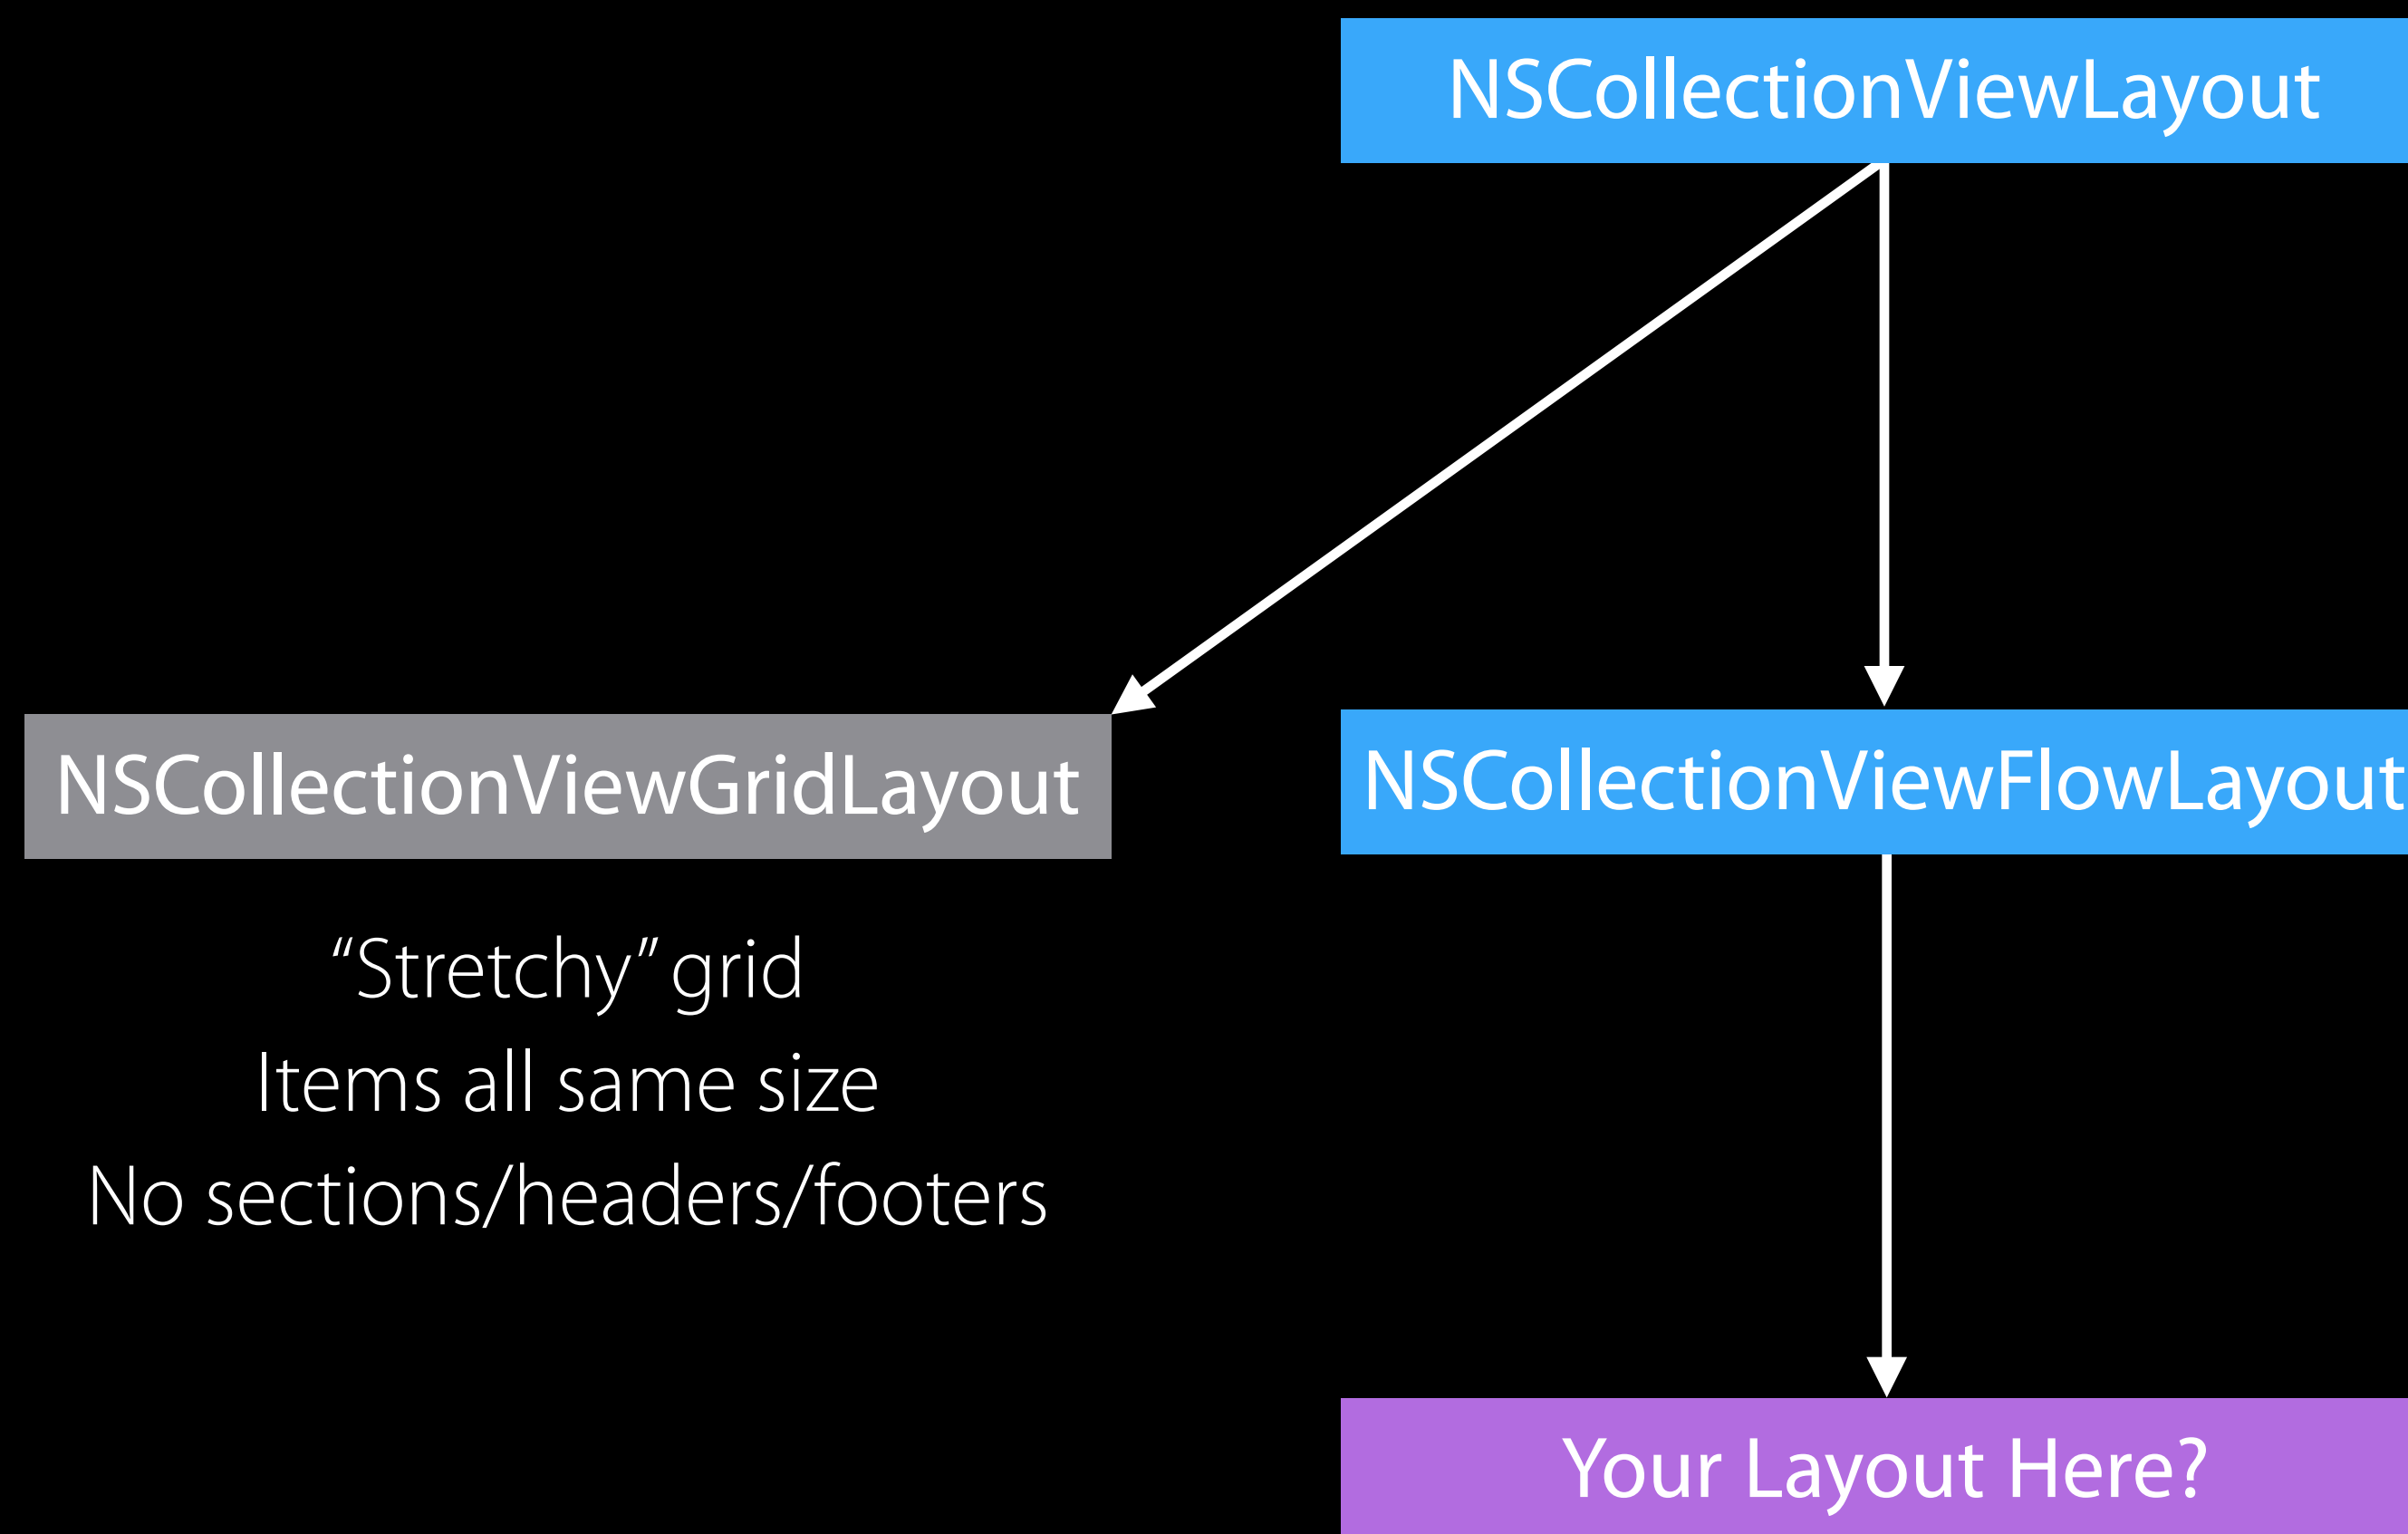 NSCollectionViewLayout
NSCollectionViewGridLayout
NSCollectionViewFlowLayout
“Stretchy” grid
Items all same size
No sections/headers/footers
Your Layout Here?